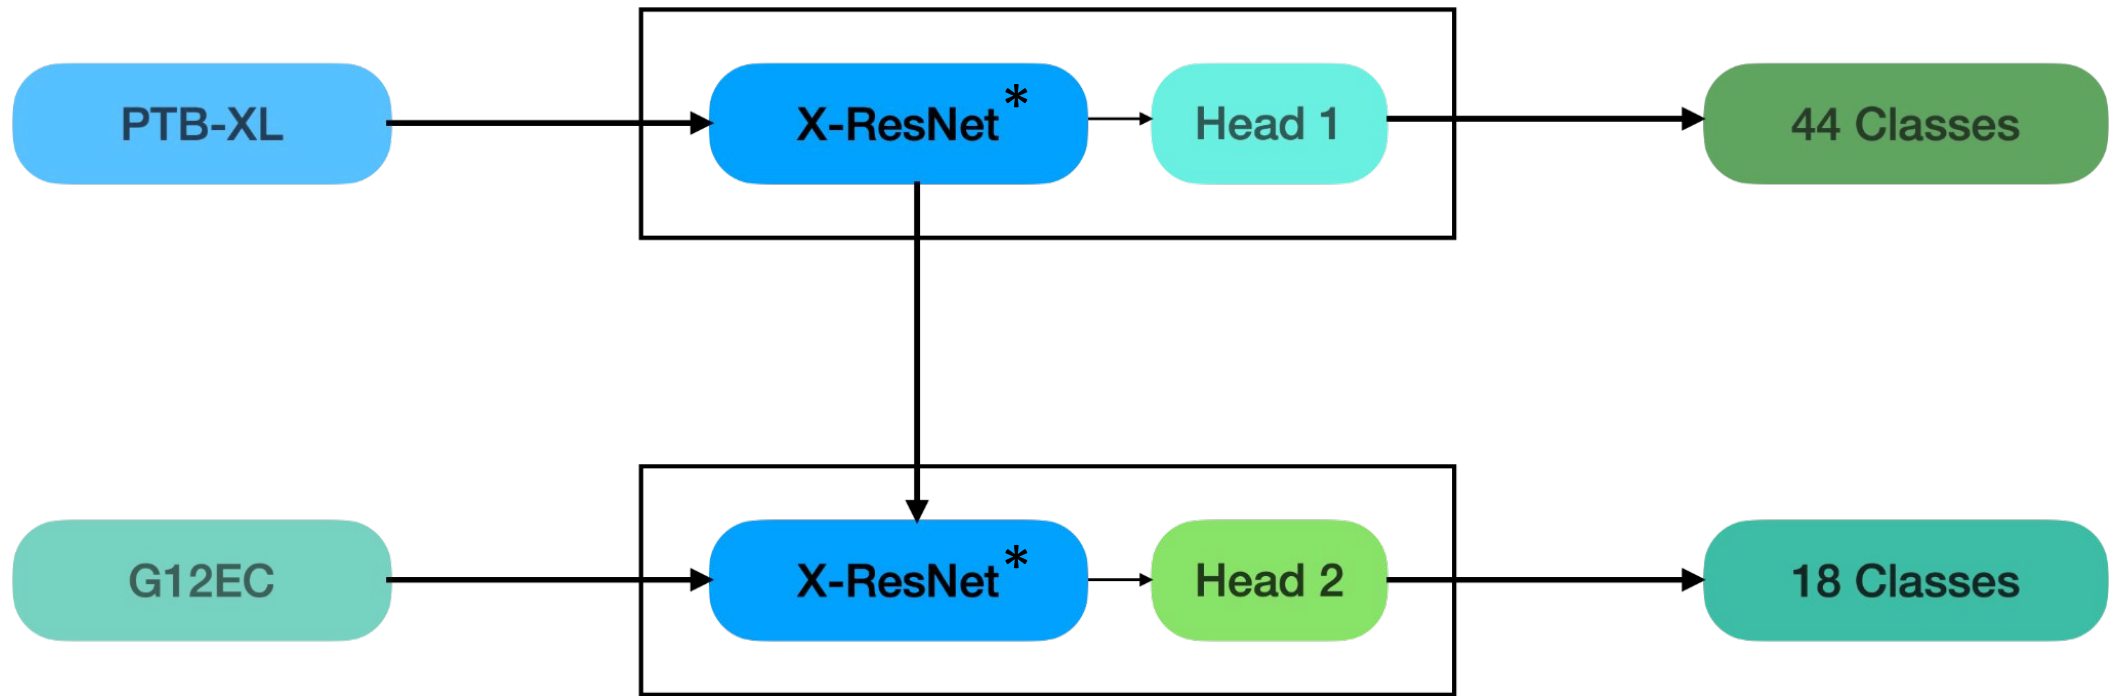 PTB-XL
X-ResNet*
Head 1
44 Classes
G12EC
X-ResNet*
Head 2
18 Classes